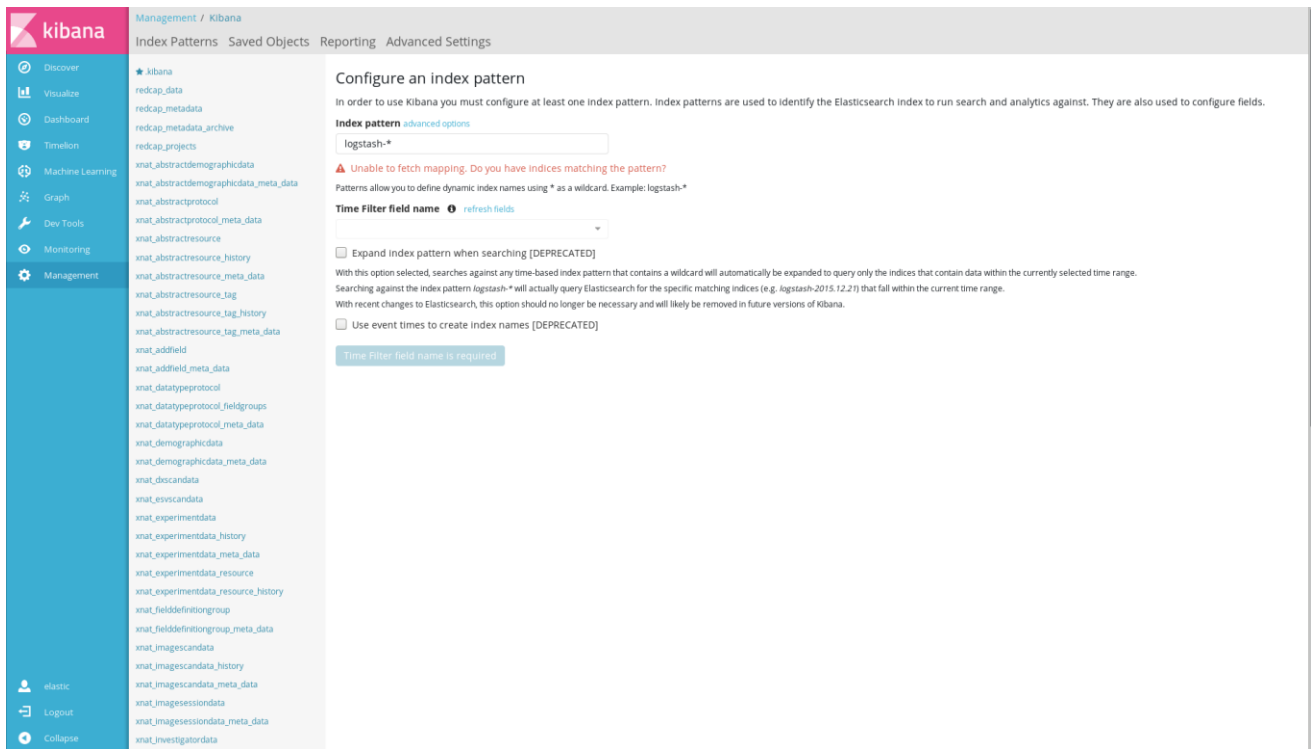 kibana
Discover
Visualize
Dashboard
Timelion
Machine Learning
Graph
Dev Tools
Monitoring
Management
elastic
Logout
Collapse
Management / Kibana
Index Patterns Saved Objects Reporting Advanced Settings
.kibana
redcap_data
redcap_metadata
redcap_metadata_archive
redcap_projects
xnat_abstractdemographicdata
xnat_abstractdemographicdata_meta_data
xnat_abstractprotocol
xnat_abstractprotocol_meta_data
xnat_abstractresource
xnat_abstractresource_history
xnat_abstractresource_meta_data
xnat_abstractresource_tag
xnat_abstractresource_tag_history
xnat_abstractresource_tag_meta_data
xnat_addfield
xnat_addfield_meta_data
xnat_datatypeprotocol
xnat_datatypeprotocol_fieldgroups
xnat_datatypeprotocol_meta_data
xnat_demographicdata
xnat_demographicdata_meta_data
xnat_dxscandata
xnat_esvscandata
xnat_experimentdata
xnat_experimentdata_history
xnat_experimentdata_meta_data
xnat_experimentdata_resource
xnat_experimentdata_resource_history
xnat_fielddefinitiongroup
xnat_fielddefinitiongroup_meta_data
xnat_imagescandata
xnat_imagescandata_history
xnat_imagescandata_meta_data
xnat_imagesessiondata
xnat_imagesessiondata_meta_data
xnat_investigatordata
Configure an index pattern
In order to use Kibana you must configure at least one index pattern. Index patterns are used to identify the Elasticsearch index to run search and analytics against. They are also used to configure fields.
Index pattern advanced options
logstash-*
Unable to fetch mapping. Do you have indices matching the pattern?
Patterns allow you to define dynamic index names using * as a wildcard. Example: logstash-*
Time Filter field name refresh fields
Expand index pattern when searching [DEPRECATED]
With this option selected, searches against any time-based index pattern that contains a wildcard will automatically be expanded to query only the indices that contain data within the currently selected time range.
Searching against the index pattern logstash-* will actually query Elasticsearch for the specific matching indices (e.g. logstash-2015.12.21) that fall within the current time range.
With recent changes to Elasticsearch, this option should no longer be necessary and will likely be removed in future versions of Kibana.
Use event times to create index names [DEPRECATED]
Time Filter field name is required